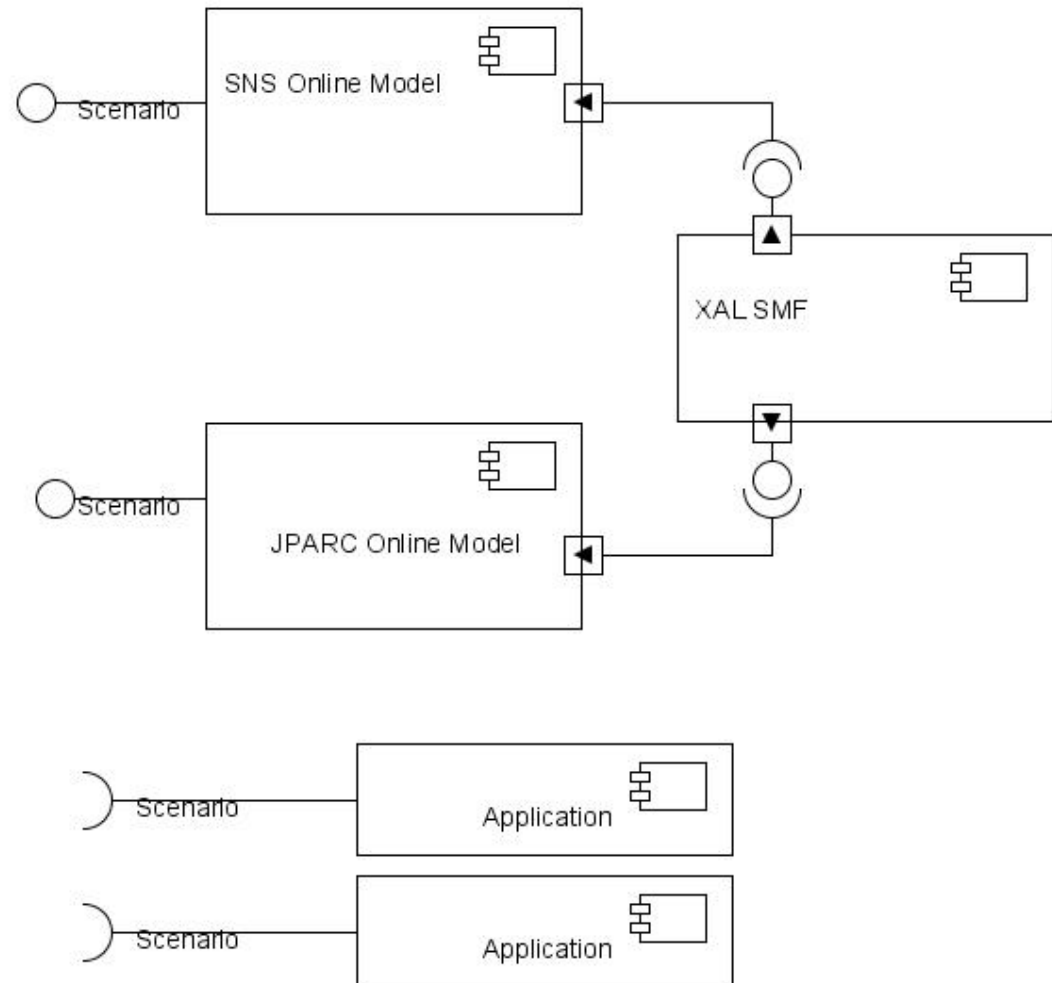 SNS Online Model
Scenario
XAL SMF
Scenario
JPARC Online Model
Scenario
Application
Scenario
Application